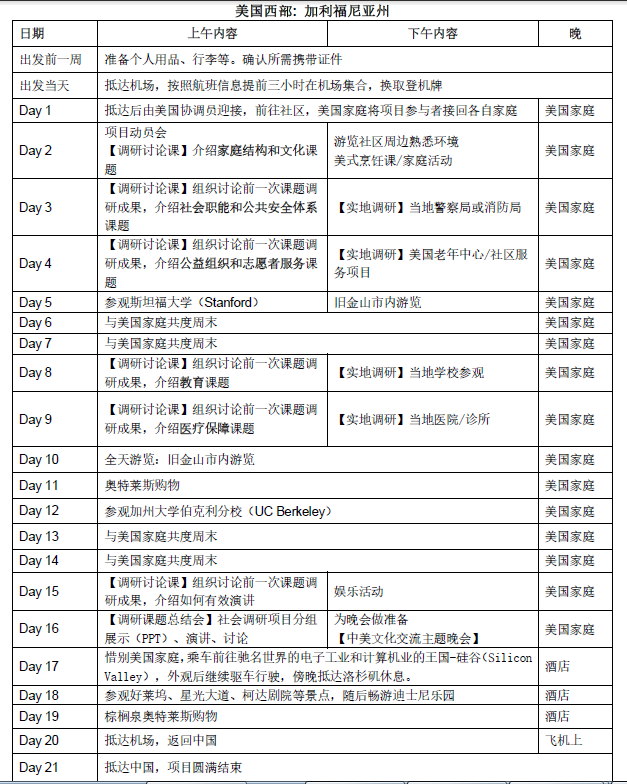 美国西部: 加利福尼亚州
日期 上午内容 下午内容 晚
出发前一周 准备个人用品、行李等。确认所需携带证件
出发当天 抵达机场，按照航班信息提前三小时在机场集合，换取登机牌
Day 1 抵达后由美国协调员迎接，前往社区，美国家庭将项目参与者接回各自家庭 美国家庭
Day 2 项目动员会
【调研讨论课】介绍家庭结构和文化课
题
游览社区周边熟悉环境
美式烹饪课/家庭活动
美国家庭
Day 3 【调研讨论课】组织讨论前一次课题调
研成果，介绍社会职能和公共安全体系
课题
【实地调研】当地警察局或消防局
美国家庭
Day 4 【调研讨论课】组织讨论前一次课题调
研成果，介绍公益组织和志愿者服务课
题
【实地调研】美国老年中心/社区服
务项目
美国家庭
Day 5 参观斯坦福大学（Stanford） 旧金山市内游览 美国家庭
Day 6 与美国家庭共度周末 美国家庭
Day 7 与美国家庭共度周末 美国家庭
Day 8 【调研讨论课】组织讨论前一次课题调
研成果，介绍教育课题
【实地调研】当地学校参观
美国家庭
Day 9 【调研讨论课】组织讨论前一次课题调
研成果，介绍医疗保障课题
【实地调研】当地医院/诊所
美国家庭
Day 10 全天游览：旧金山市内游览 美国家庭
Day 11 奥特莱斯购物 美国家庭
Day 12 参观加州大学伯克利分校（UC Berkeley） 美国家庭
Day 13 与美国家庭共度周末 美国家庭
Day 14 与美国家庭共度周末 美国家庭
Day 15 【调研讨论课】组织讨论前一次课题调
研成果，介绍如何有效演讲
娱乐活动
美国家庭
Day 16 【调研课题总结会】社会调研项目分组
展示（PPT）、演讲、讨论
为晚会做准备
【中美文化交流主题晚会】
美国家庭
Day 17 惜别美国家庭,乘车前往驰名世界的电子工业和计算机业的王国-硅谷(Silicon
Valley)，外观后继续驱车行驶，傍晚抵达洛杉矶休息。
酒店
Day 18 参观好莱坞、星光大道、柯达剧院等景点，随后畅游迪士尼乐园 酒店
Day 19 棕榈泉奥特莱斯购物 酒店
Day 20 抵达机场，返回中国 飞机上
Day 21 抵达中国，项目圆满结束